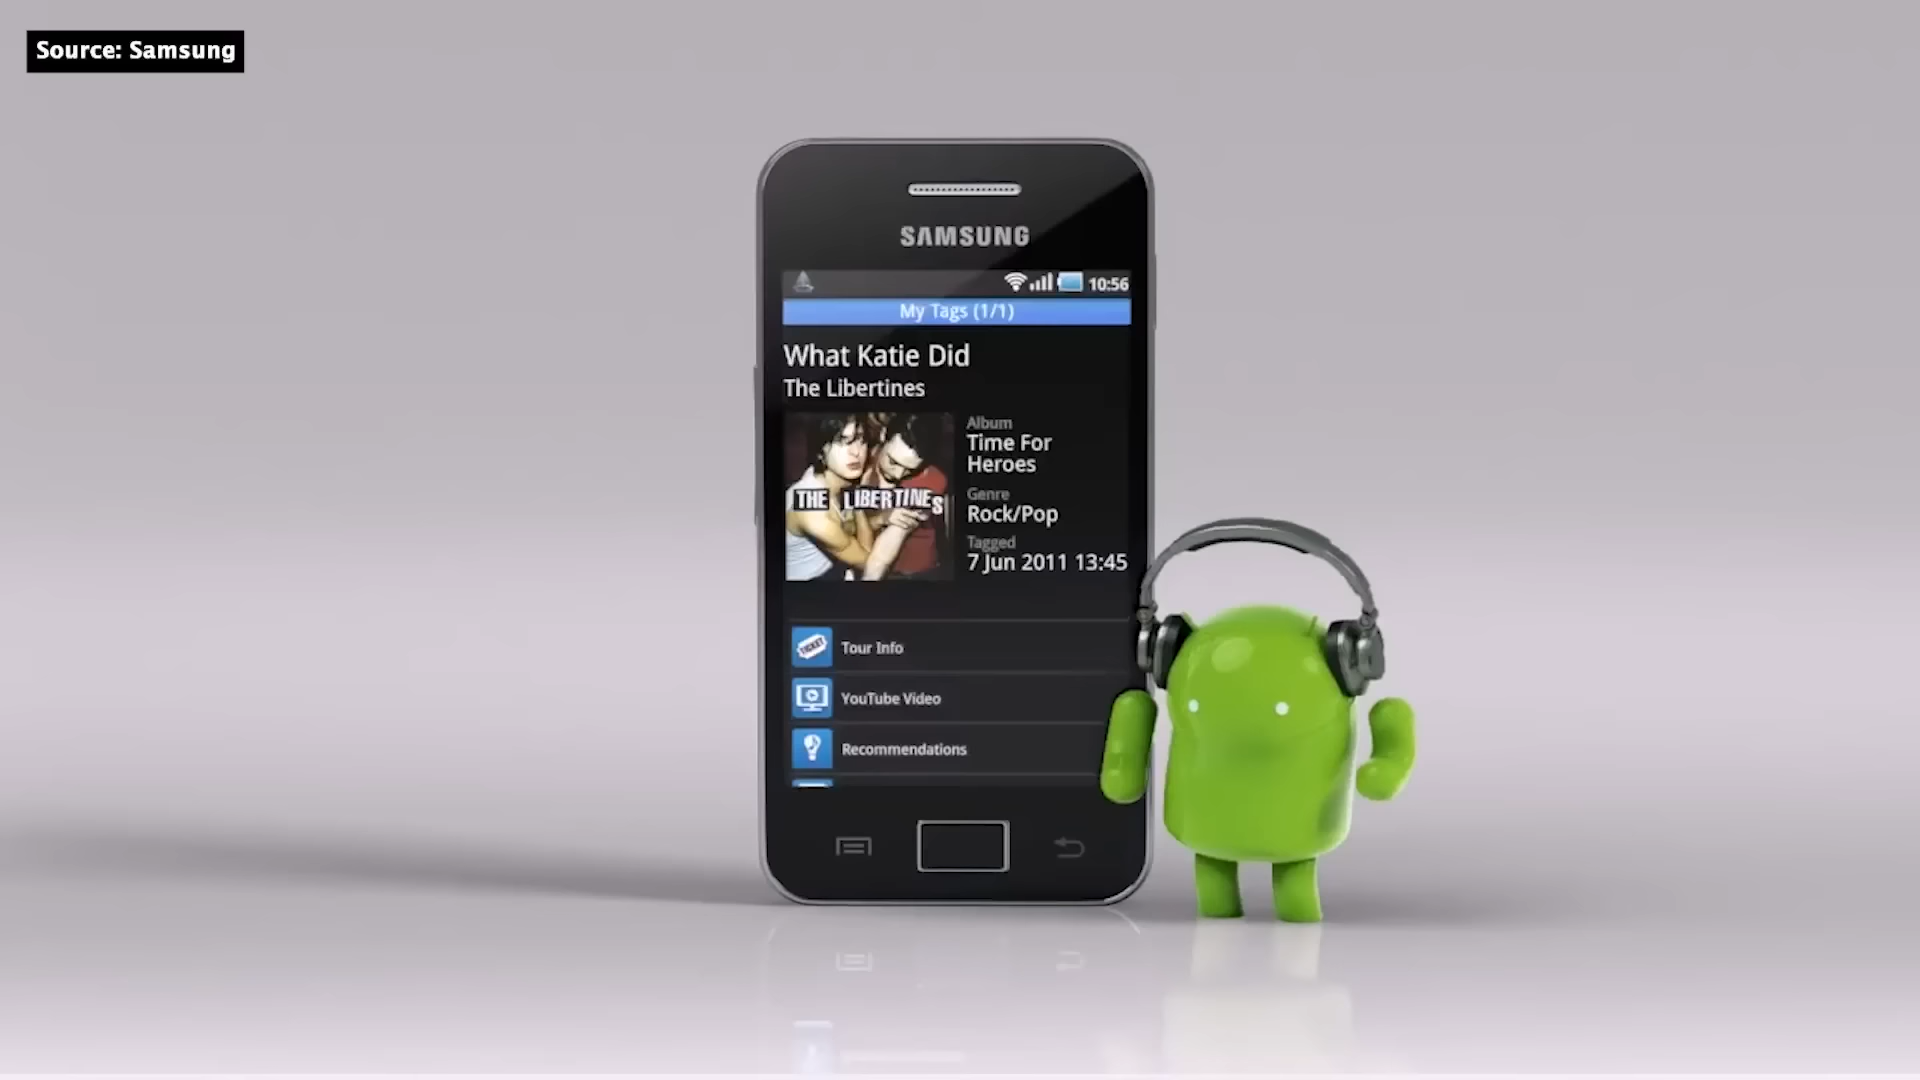 Source: Samsung
SAMSUNG
10:56
My Tags (1/1)
What Katie Did
The Libertines
THE LIBERTINES
Album
Time For
Heroes
Genre
Rock/Pop
Tagged
7 Jun 2011 13:45
TICKET
Tour Info
YouTube Video
Recommendations